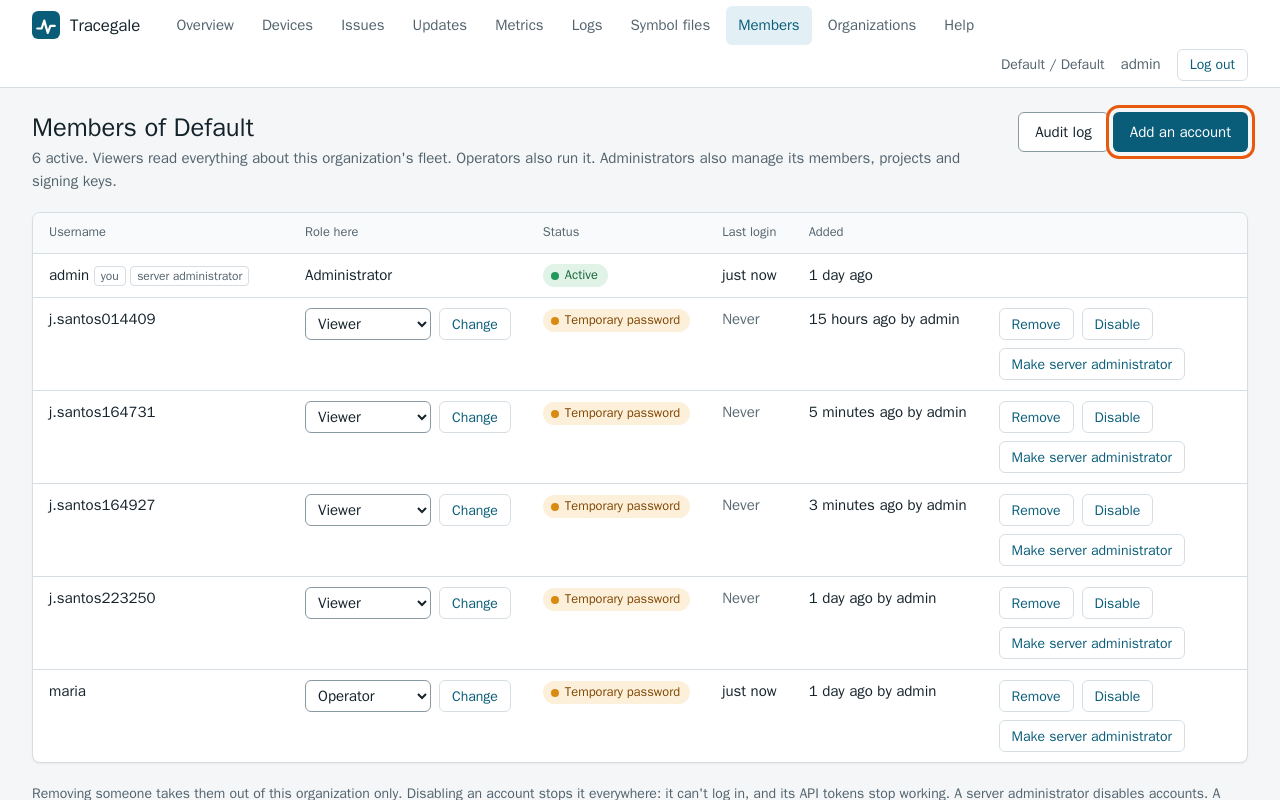 Tracegale Overview Devices Issues Updates Metrics Logs Symbol files Members Organizations Help
Default / Default admin Log out
Members of Default
Audit log Add an account
6 active. Viewers read everything about this organization's fleet. Operators also run it. Administrators also manage its members, projects and
signing keys.
Username Role here Status Last login Added
admin you server administrator Administrator Active just now 1 day ago
j.santos014409 Viewer Change Temporary password Never 15 hours ago by admin Remove Disable
Make server administrator
j.santos164731 Viewer Change Temporary password Never 5 minutes ago by admin Remove Disable
Make server administrator
j.santos164927 Viewer Change Temporary password Never 3 minutes ago by admin Remove Disable
Make server administrator
j.santos223250 Viewer Change Temporary password Never 1 day ago by admin Remove Disable
Make server administrator
maria Operator Change Temporary password just now 1 day ago by admin Remove Disable
Make server administrator
Removing someone takes them out of this organization only. Disabling an account stops it everywhere: it can't log in, and its API tokens stop working. A server administrator disables accounts. A